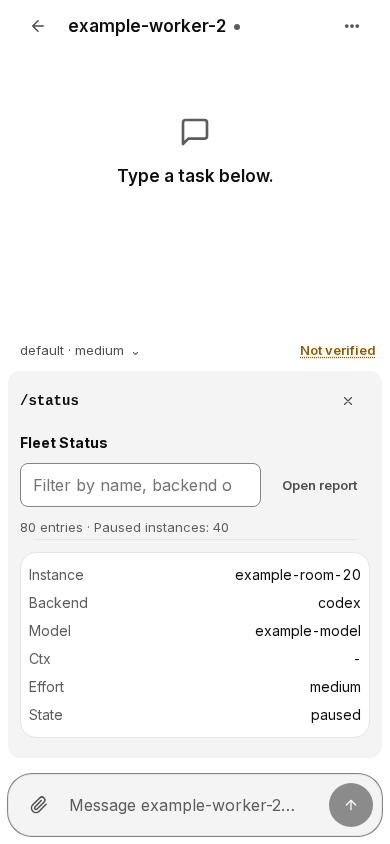 example-worker-2
Type a task below.
default · medium
Not verified
/status
Fleet Status
Filter by name, backend o
Open report
80 entries · Paused instances: 40
Instance example-room-20
Backend codex
Model example-model
Ctx -
Effort medium
State paused
Message example-worker-2...